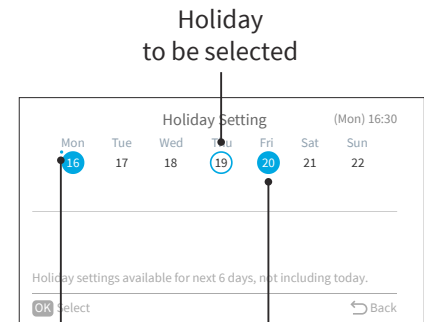 Holiday
to be selected
Holiday Setting
(Mon) 16:30
Mon Tue Wed Thu Fri Sat Sun
16 17 18 19 20 21 22
Holiday settings available for next 6 days, not including today.
OK Select
Back